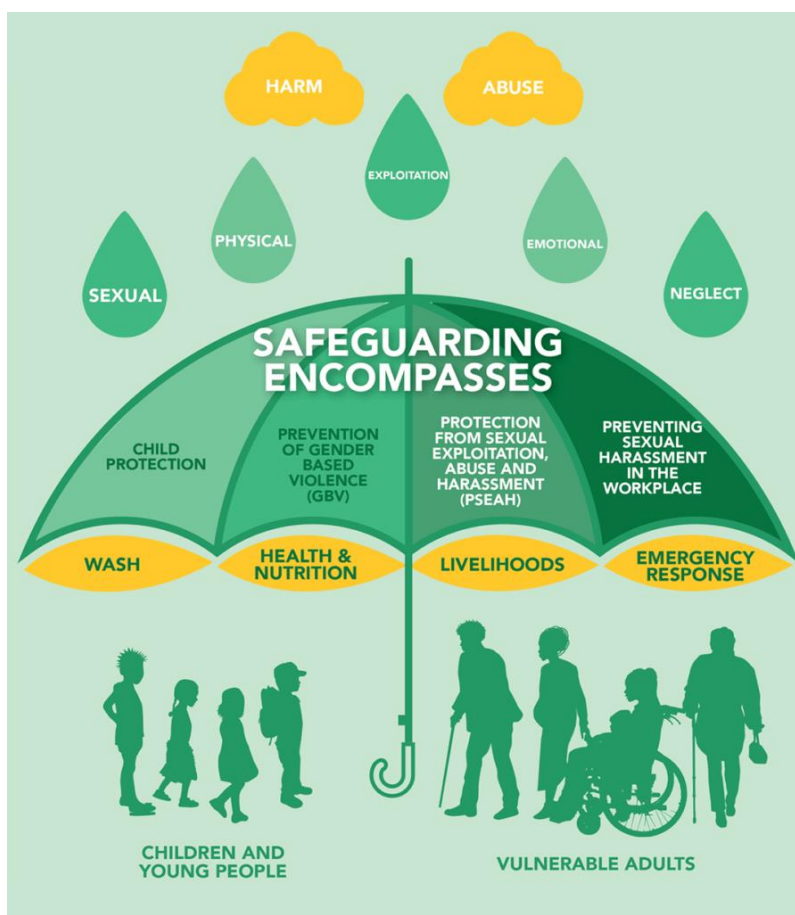 HARM
ABUSE
EXPLOITATION
PHYSICAL
EMOTIONAL
SEXUAL
NEGLECT
SAFEGUARDING
ENCOMPASSES
CHILD
PROTECTION
PREVENTION
OF GENDER
BASED
VIOLENCE
(GBV)
PROTECTION
FROM SEXUAL
EXPLOITATION,
ABUSE AND
HARASSMENT
(PSEAH)
PREVENTING
SEXUAL
HARASSMENT
IN THE
WORKPLACE
WASH
HEALTH &
NUTRITION
LIVELIHOODS
EMERGENCY
RESPONSE
CHILDREN AND
YOUNG PEOPLE
VULNERABLE ADULTS